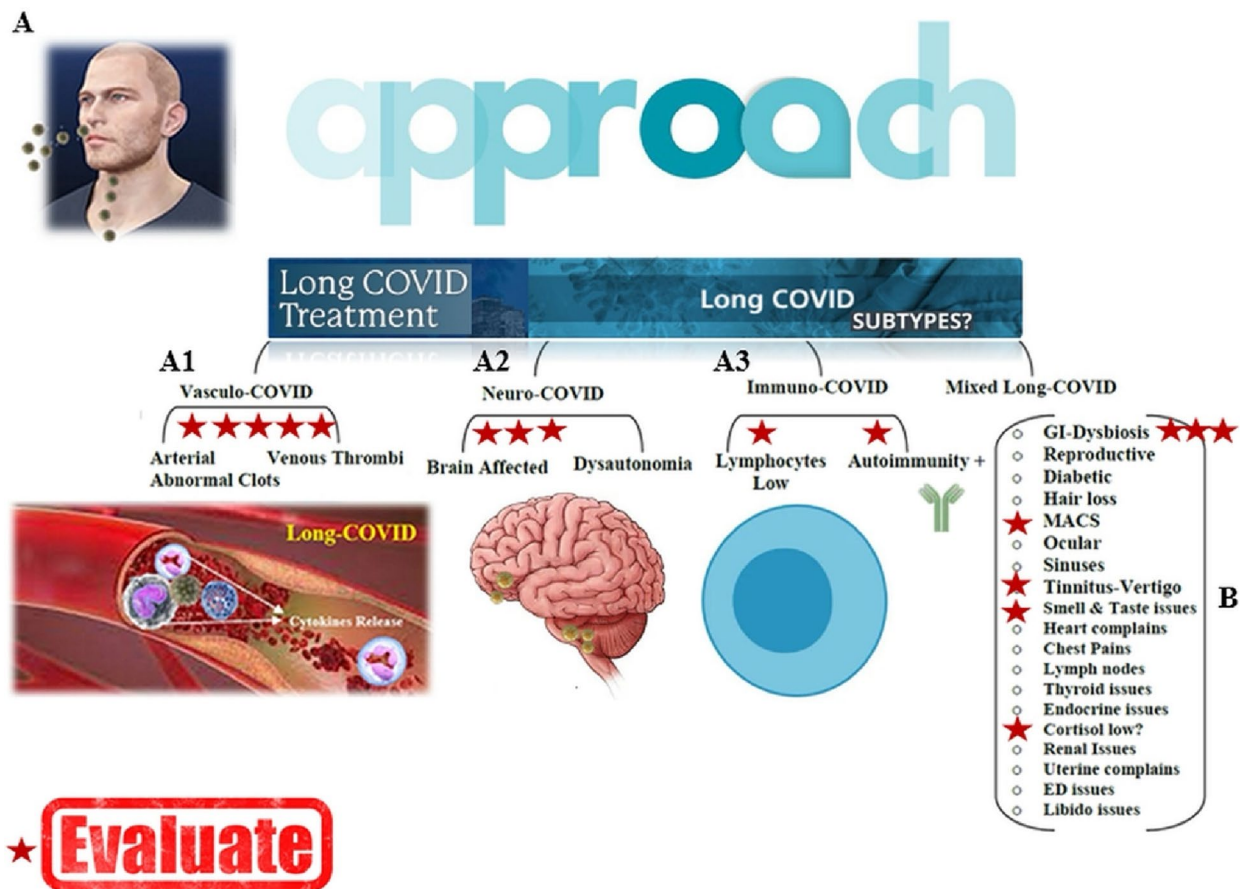 A
approach
Long COVID
Treatment
Long COVID
SUBTYPES?
A1
Vasculo-COVID
Arterial
Abnormal Clots
Venous Thrombi
Long-COVID
Cytokines Release
A2
Neuro-COVID
Brain Affected
Dysautonomia
A3
Immuno-COVID
Lymphocytes
Low
Autoimmunity +
Mixed Long-COVID
GI-Dysbiosis
Reproductive
Diabetic
Hair loss
MACS
Ocular
Sinuses
Tinnitus-Vertigo
Smell & Taste issues
Heart complains
Chest Pains
Lymph nodes
Thyroid issues
Endocrine issues
Cortisol low?
Renal Issues
Uterine complains
ED issues
Libido issues
B
Evaluate